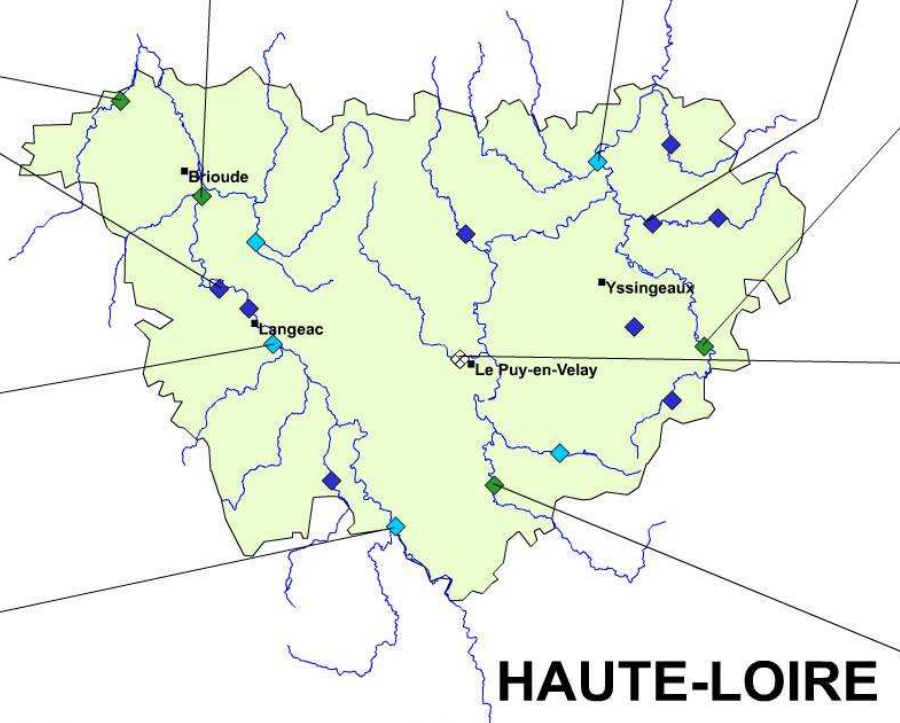 Brioude
Yssingeaux
Langeac
Le Puy-en-Velay
HAUTE-LOIRE